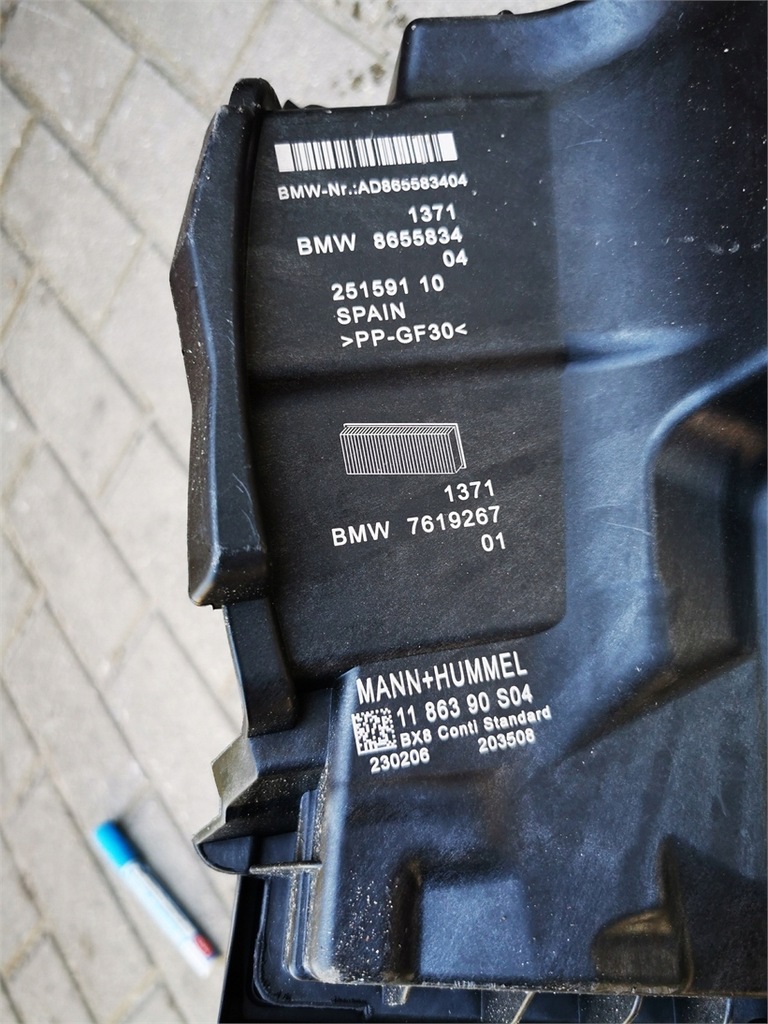 BMW-Nr.:AD865583404
1371
BMW 8655834
04
251591 10
SPAIN
>PP-GF30<
1371
BMW 7619267
01
MANN+HUMMEL
11 863 90 S04
BX8 Conti Standard
230206 203508